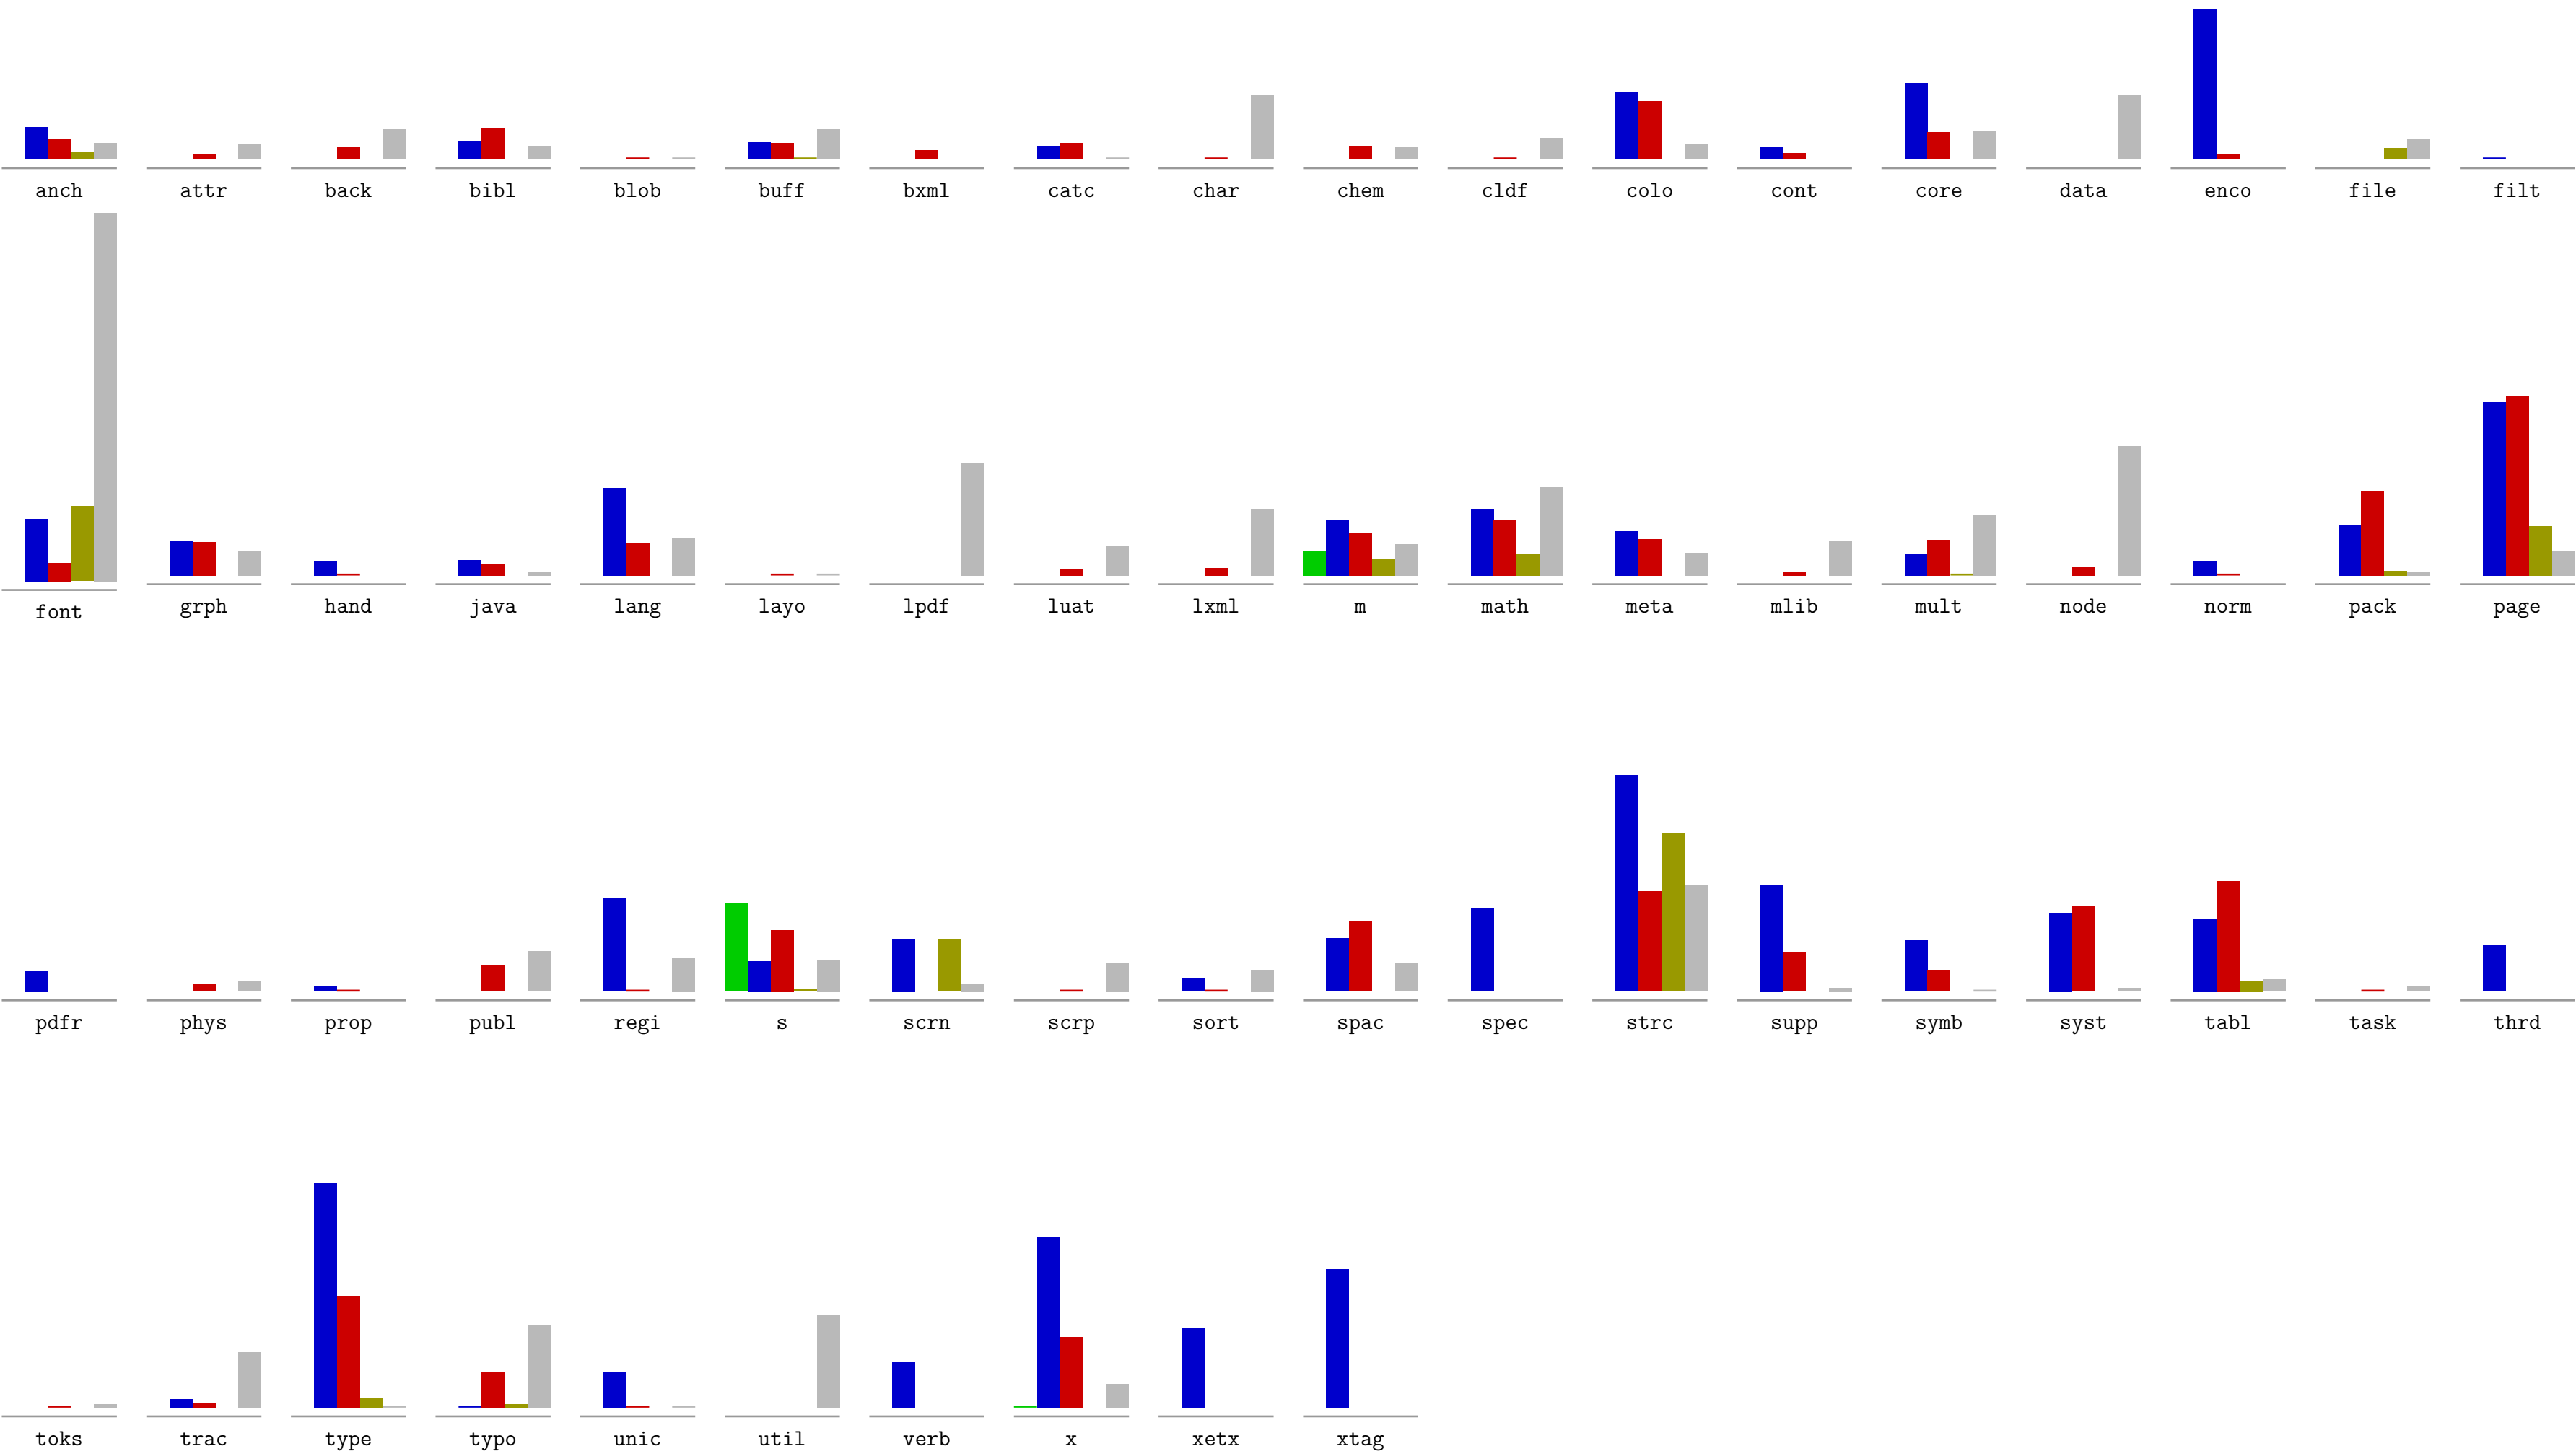 anch attr back bibl blob buff bxml catc char chem cldf colo cont core data enco file filt
font grph hand java lang layo lpdf luat lxml m math meta mlib mult node norm pack page
pdfr phys prop publ regi s scrn scrp sort spac spec strc supp symb syst tabl task thrd
toks trac type typo unic util verb x xetx xtag